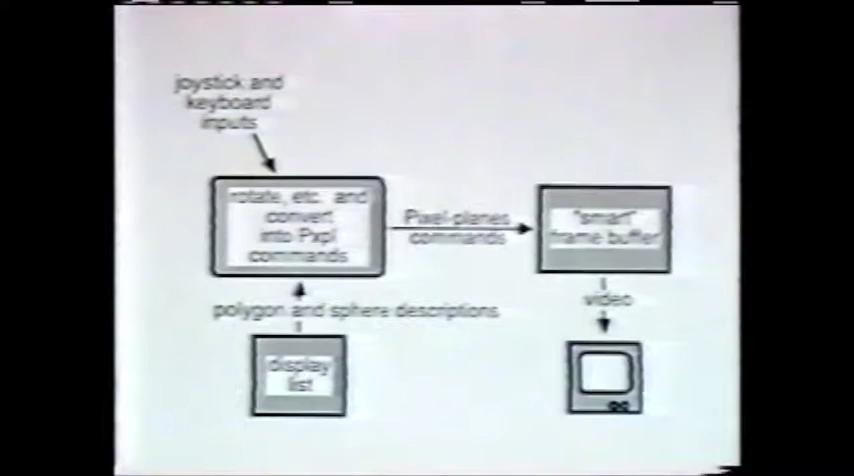 joystick and
keyboard
inputs
rotate, etc. and
convert
into Pxpl
commands
Pixel-planes
commands
"smart"
frame buffer
polygon and sphere descriptions
video
display
list